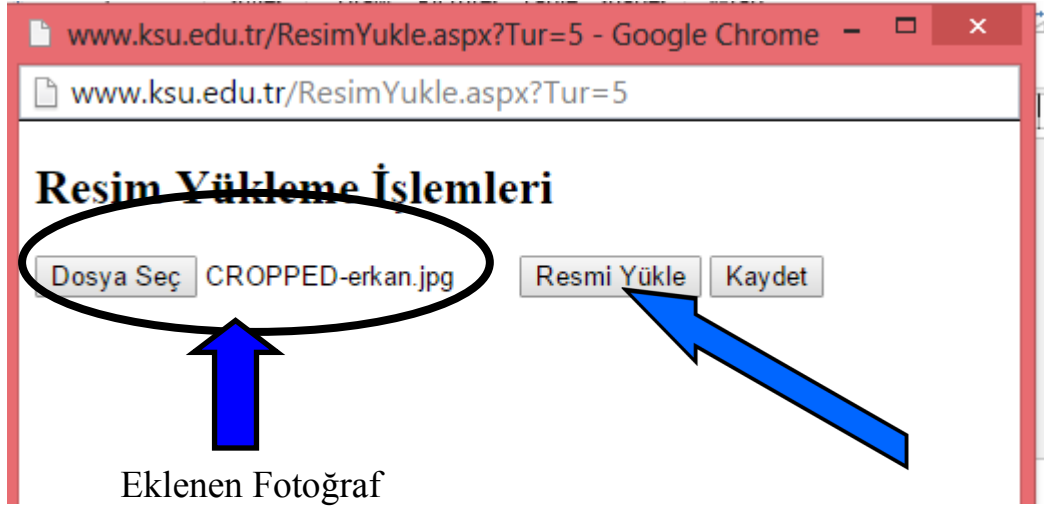 www.ksu.edu.tr/ResimYukle.aspx?Tur=5 - Google Chrome
www.ksu.edu.tr/ResimYukle.aspx?Tur=5
Resim Yükleme İşlemleri
Dosya Seç CROPPED-erkan.jpg Resmi Yükle Kaydet
Eklenen Fotoğraf